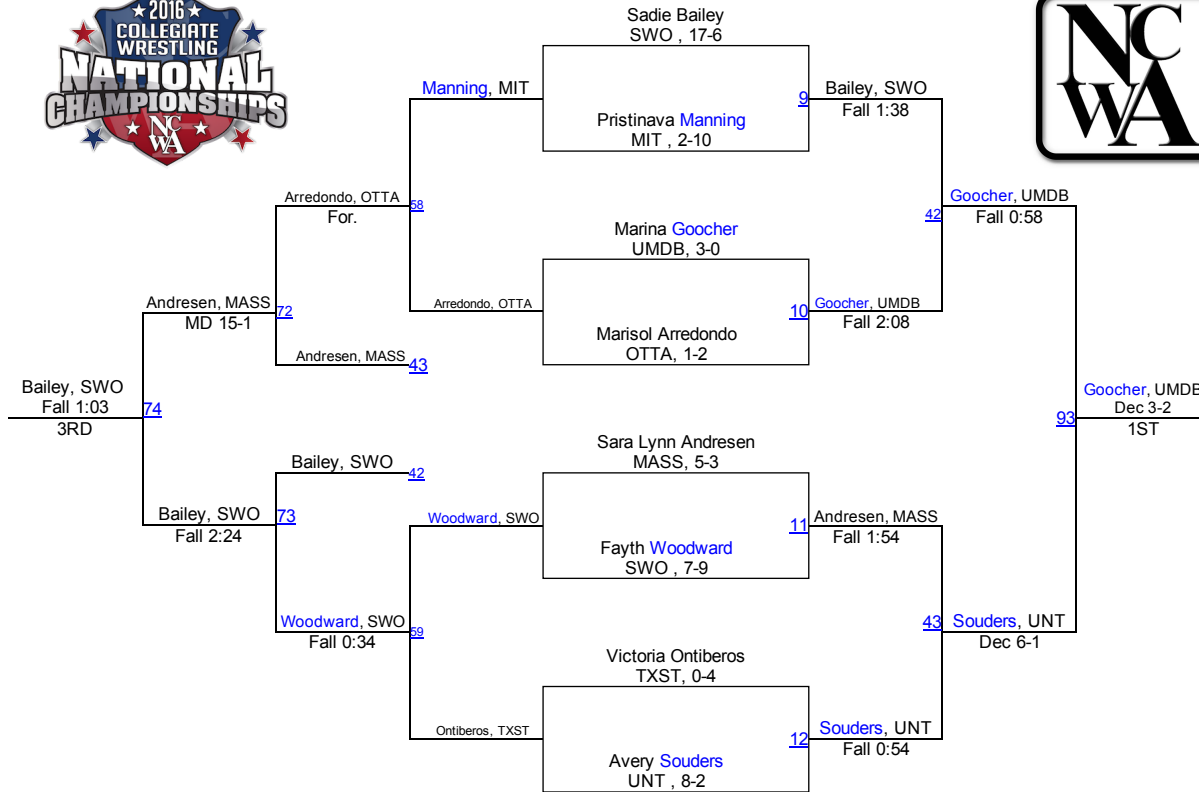 ★ 2016 ★
COLLEGIATE
WRESTLING
NATIONAL
CHAMPIONSHIPS
NC
WA
NC
WA
Sadie Bailey
SWO , 17-6
Manning, MIT
9
Bailey, SWO
Fall 1:38
Pristinava Manning
MIT , 2-10
Arredondo, OTTA
For.
58
Goocher, UMDB
42
Fall 0:58
Marina Goocher
UMDB, 3-0
Andresen, MASS
MD 15-1
72
Arredondo, OTTA
10
Goocher, UMDB
Fall 2:08
Marisol Arredondo
OTTA, 1-2
Andresen, MASS
43
Bailey, SWO
Fall 1:03
3RD
74
Goocher, UMDB
Dec 3-2
93
1ST
Sara Lynn Andresen
MASS, 5-3
Bailey, SWO
42
Bailey, SWO
Fall 2:24
73
Woodward, SWO
11
Andresen, MASS
Fall 1:54
Fayth Woodward
SWO , 7-9
Woodward, SWO
Fall 0:34
59
43
Souders, UNT
Dec 6-1
Victoria Ontiberos
TXST, 0-4
Ontiberos, TXST
12
Souders, UNT
Fall 0:54
Avery Souders
UNT , 8-2